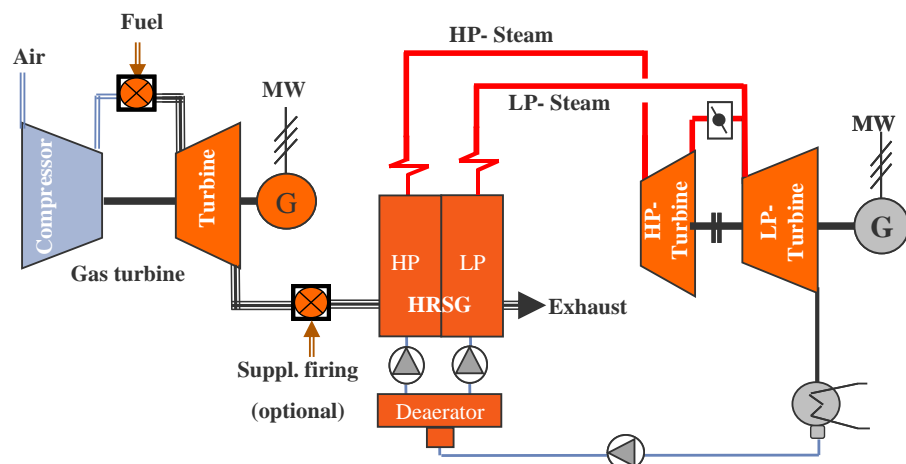 Fuel
Air
MW
Compressor
Turbine
G
Gas turbine
HP- Steam
LP- Steam
MW
HP-
Turbine
LP-
Turbine
G
HP
LP
HRSG
Exhaust
Suppl. firing
(optional)
Deaerator